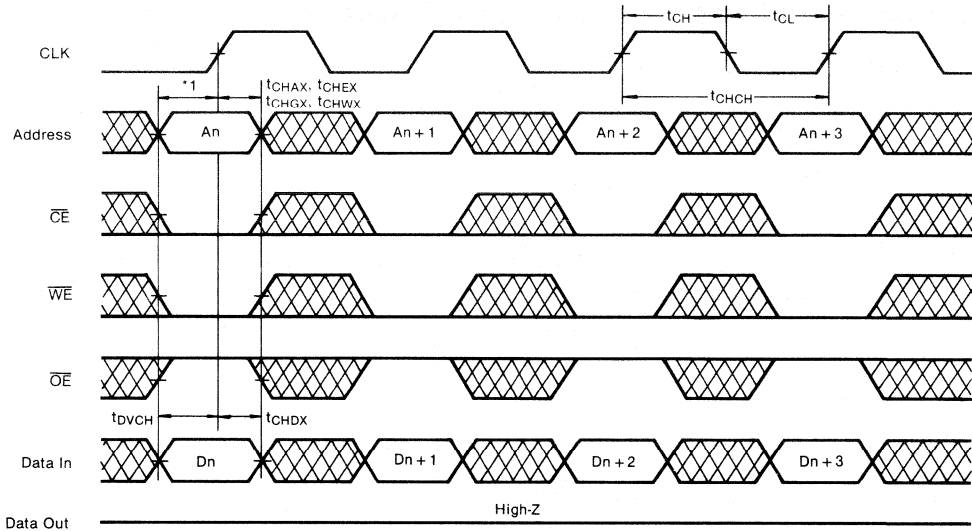 tCH
tCL
CLK
*1
tCHAX, tCHEX
tCHGX, tCHWX
tCHCH
Address
An
An + 1
An + 2
An + 3
CE
WE
OE
tDVCH
tCHDX
Data In
Dn
Dn + 1
Dn + 2
Dn + 3
High-Z
Data Out